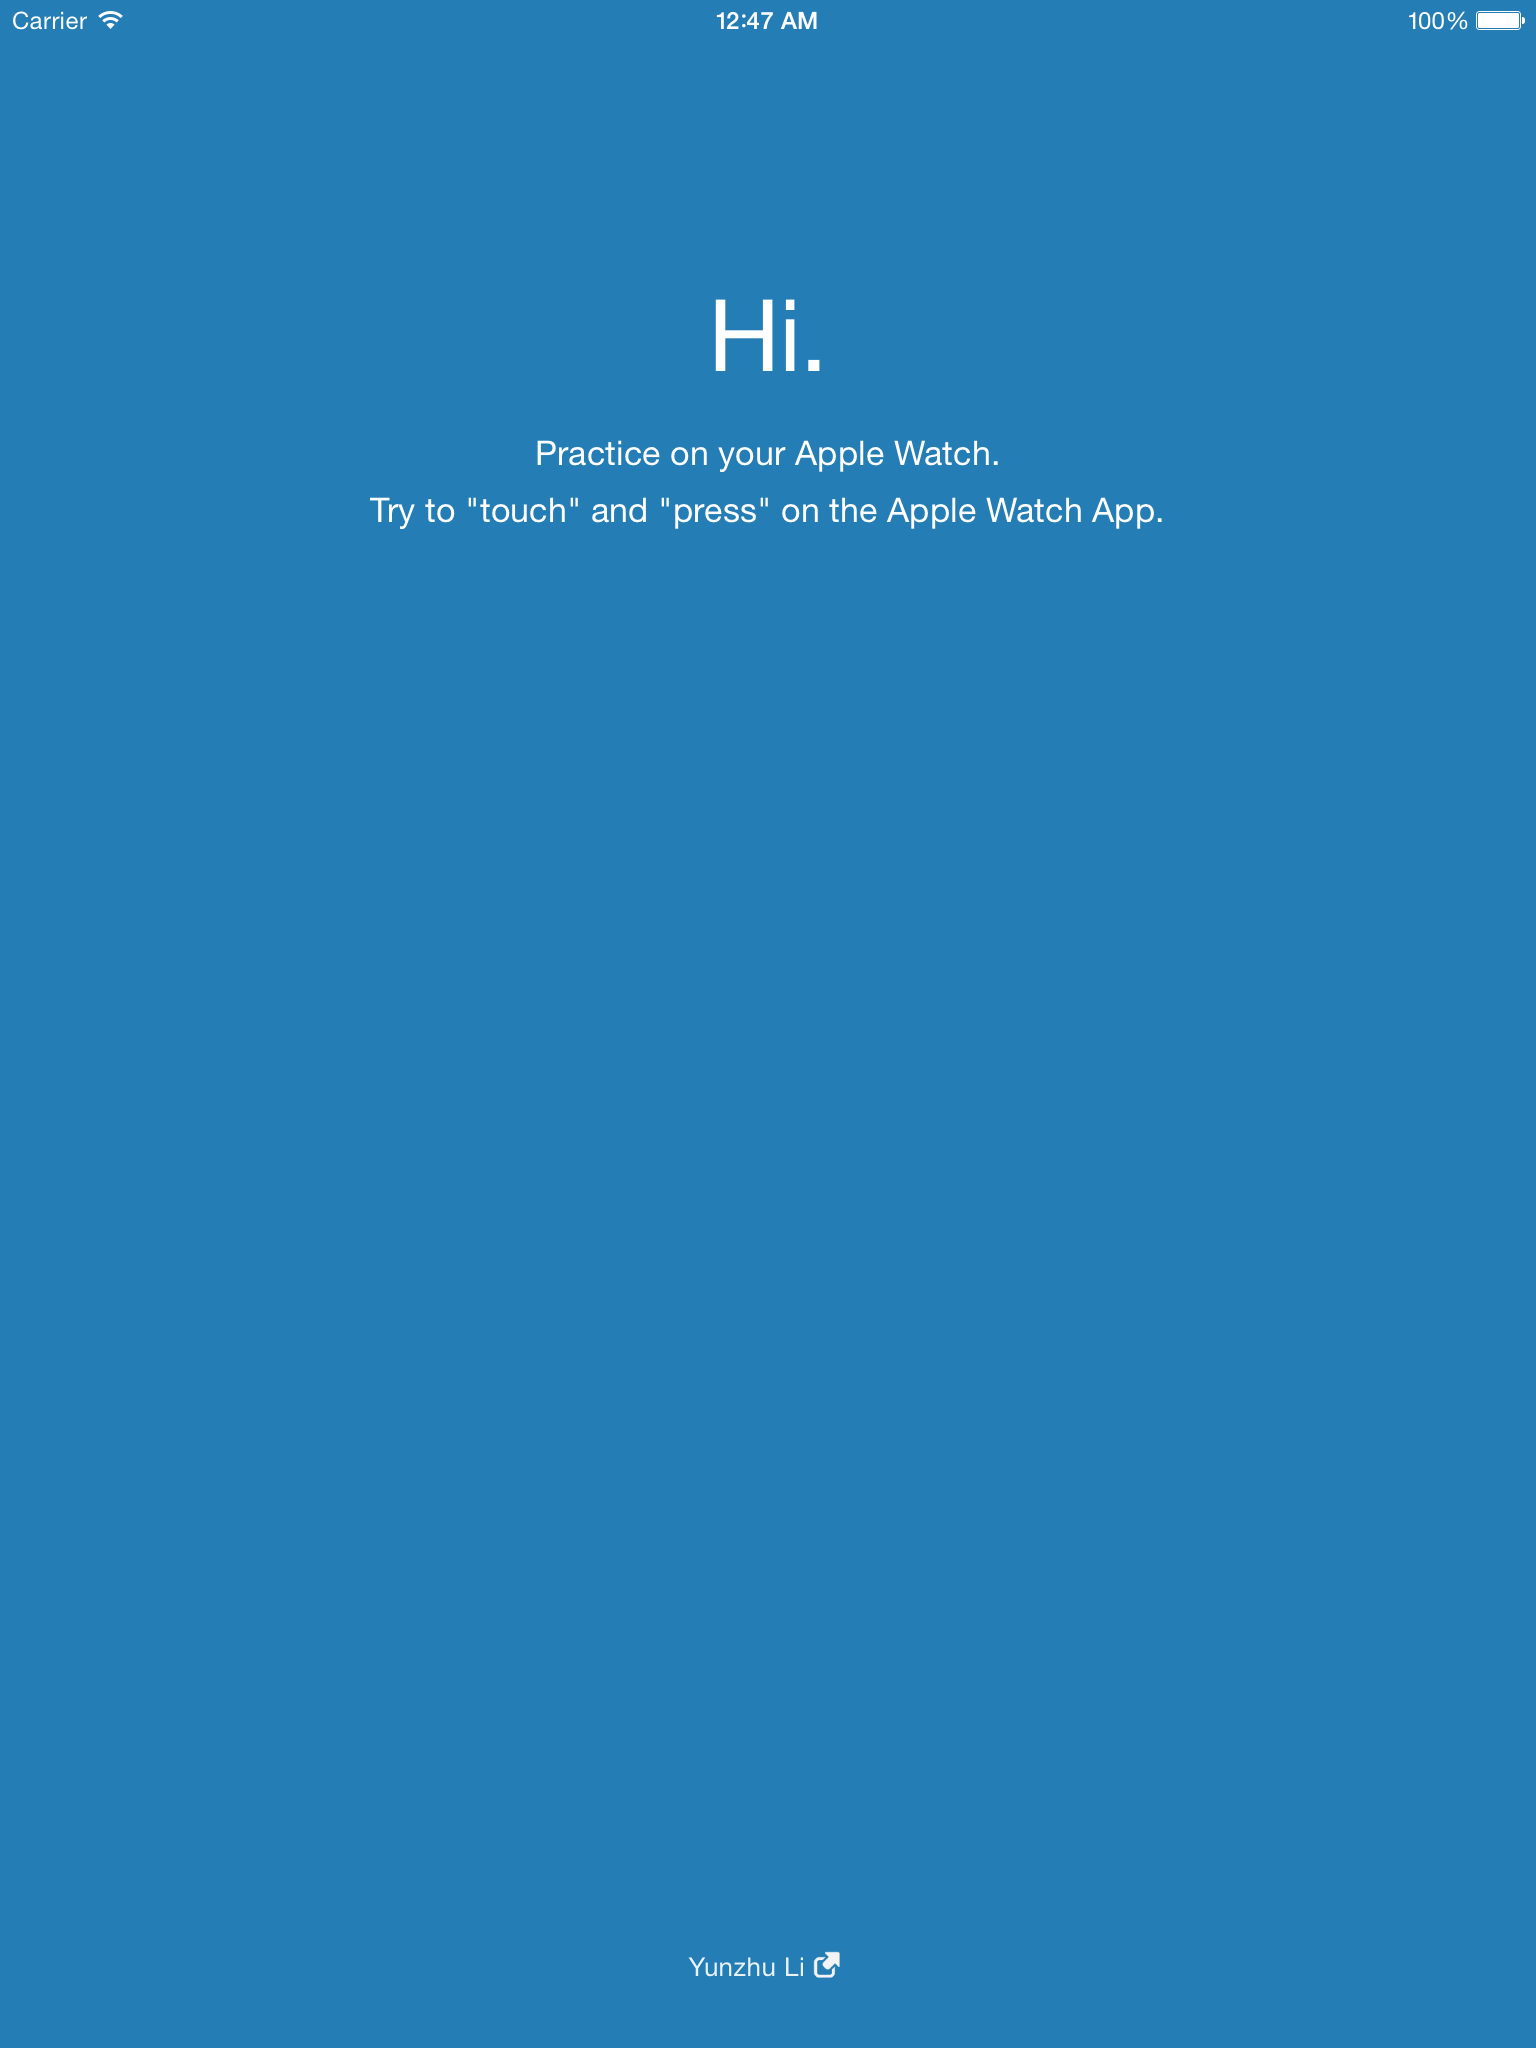 Carrier 12:47 AM 100%
Hi.
Practice on your Apple Watch.
Try to "touch" and "press" on the Apple Watch App.
Yunzhu Li